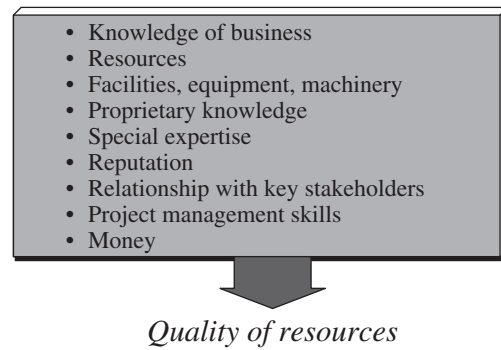 • Knowledge of business
• Resources
• Facilities, equipment, machinery
• Proprietary knowledge
• Special expertise
• Reputation
• Relationship with key stakeholders
• Project management skills
• Money
Quality of resources